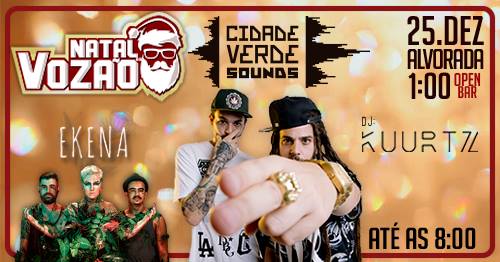 NATAL
VOZÃO
CIDADE
VERDE
SOUNDS
25.DEZ
ALVORADA
1:00 OPEN
BAR
EKENA
DJ:
KUURTZ
LA
ATÉ AS 8:00